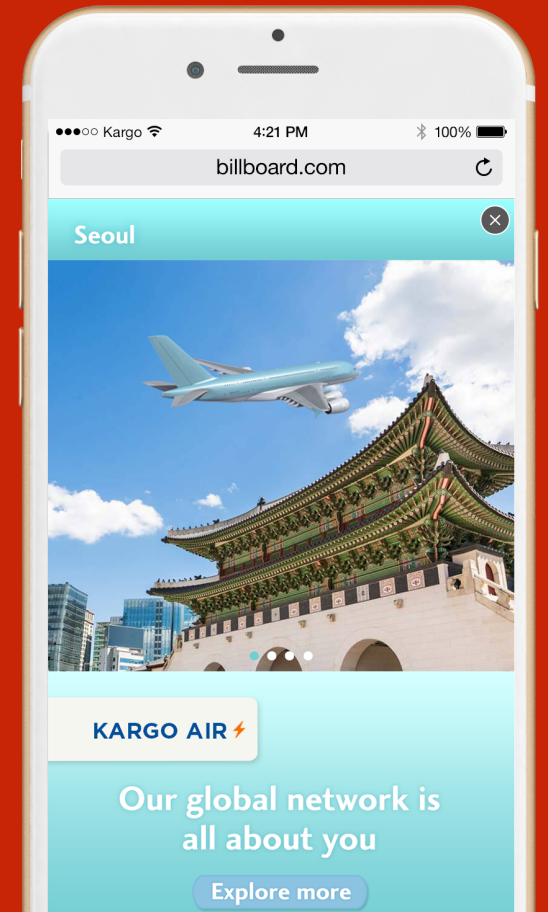 Kargo 4:21 PM 100%
billboard.com
Seoul
KARGO AIR
Our global network is
all about you
Explore more